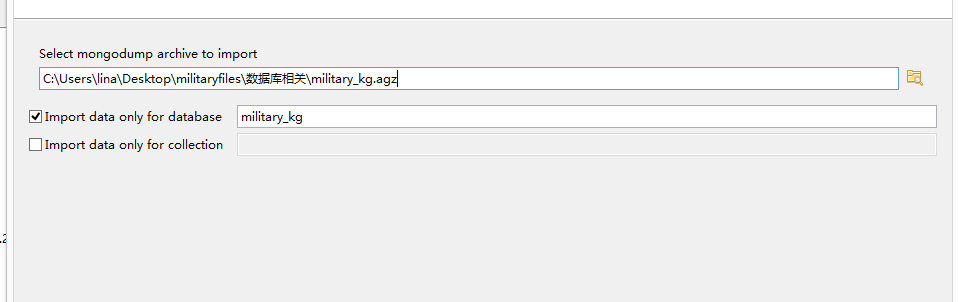 Select mongodump archive to import
C:\Users\lina\Desktop\militaryfiles\数据库相关\military_kg.agz
Import data only for database military_kg
Import data only for collection
.2